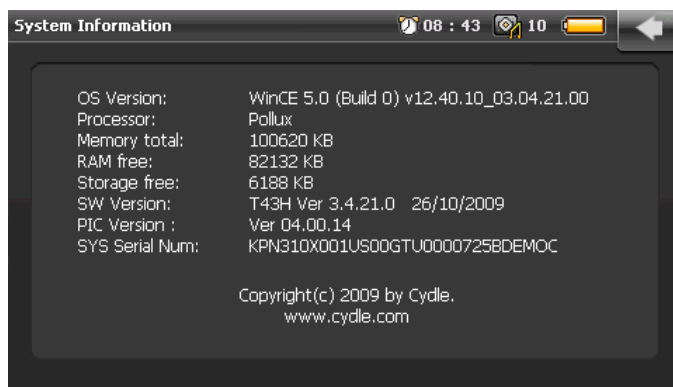 System Information 08 : 43 10
OS Version: WinCE 5.0 (Build 0) v12.40.10_03.04.21.00
Processor: Pollux
Memory total: 100620 KB
RAM free: 82132 KB
Storage free: 6188 KB
SW Version: T43H Ver 3.4.21.0 26/10/2009
PIC Version : Ver 04.00.14
SYS Serial Num: KPN310X001US00GTU0000725BDEMOC
Copyright(c) 2009 by Cydle.
www.cydle.com